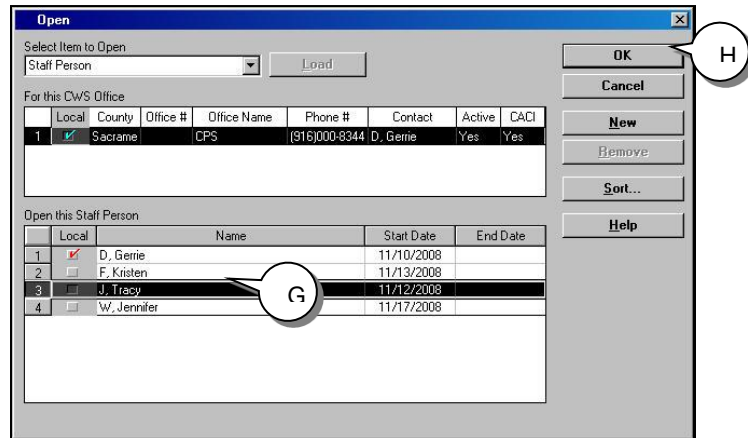 Open
Select Item to Open
Staff Person
Load
OK
H
Cancel
For this CWS Office
Local County Office # Office Name Phone # Contact Active CACI
1 Sacrame CPS (916)000-8344 D, Gerrie Yes Yes
New
Remove
Sort...
Open this Staff Person
Help
Local Name Start Date End Date
1 D, Gerrie 11/10/2008
2 F, Kristen 11/13/2008
3 J, Tracy 11/12/2008
G
4 W, Jennifer 11/17/2008